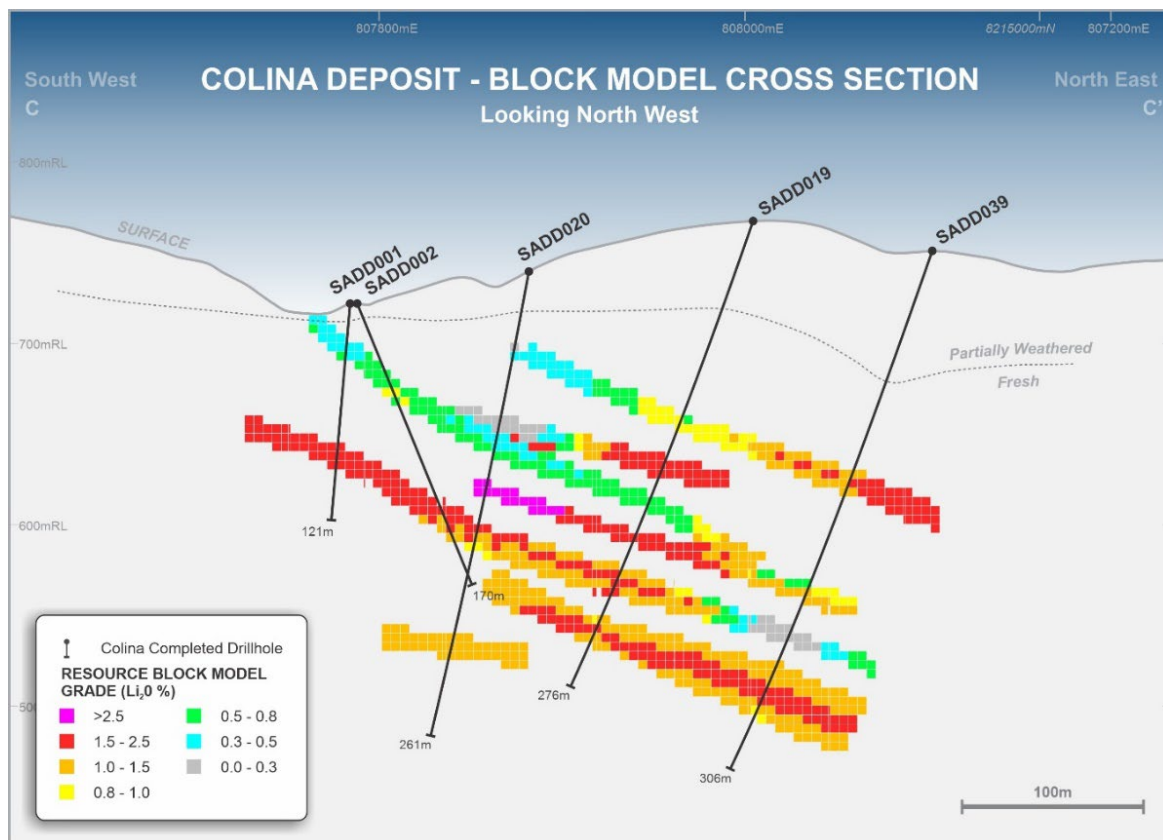 807800mE
808000mE
8215000mN
807200mE
South West
C
COLINA DEPOSIT - BLOCK MODEL CROSS SECTION
Looking North West
North East
C'
800mRL
SURFACE
SADD001
SADD002
SADD020
SADD019
SADD039
700mRL
Partially Weathered
Fresh
600mRL
121m
170m
276m
261m
306m
Colina Completed Drillhole
RESOURCE BLOCK MODEL
GRADE (Li₂0 %)
>2.5
1.5 - 2.5
1.0 - 1.5
0.8 - 1.0
0.5 - 0.8
0.3 - 0.5
0.0 - 0.3
100m